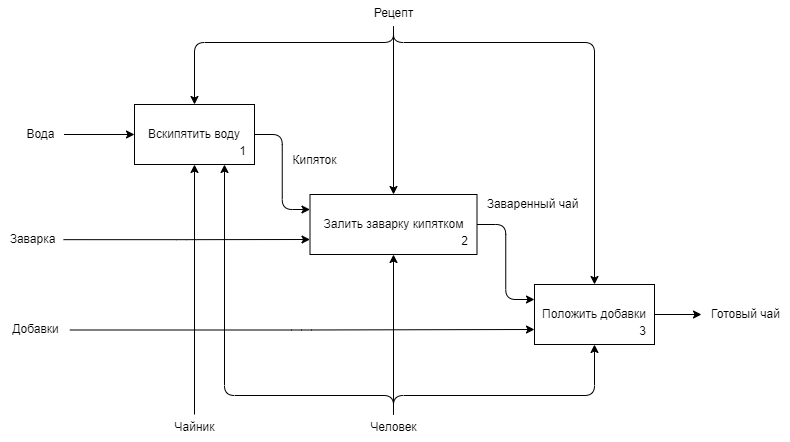 Рецепт
Вода
Вскипятить воду
1
Кипяток
Заваренный чай
Залить заварку кипятком
2
Заварка
Положить добавки
3
Готовый чай
Добавки
Чайник
Человек